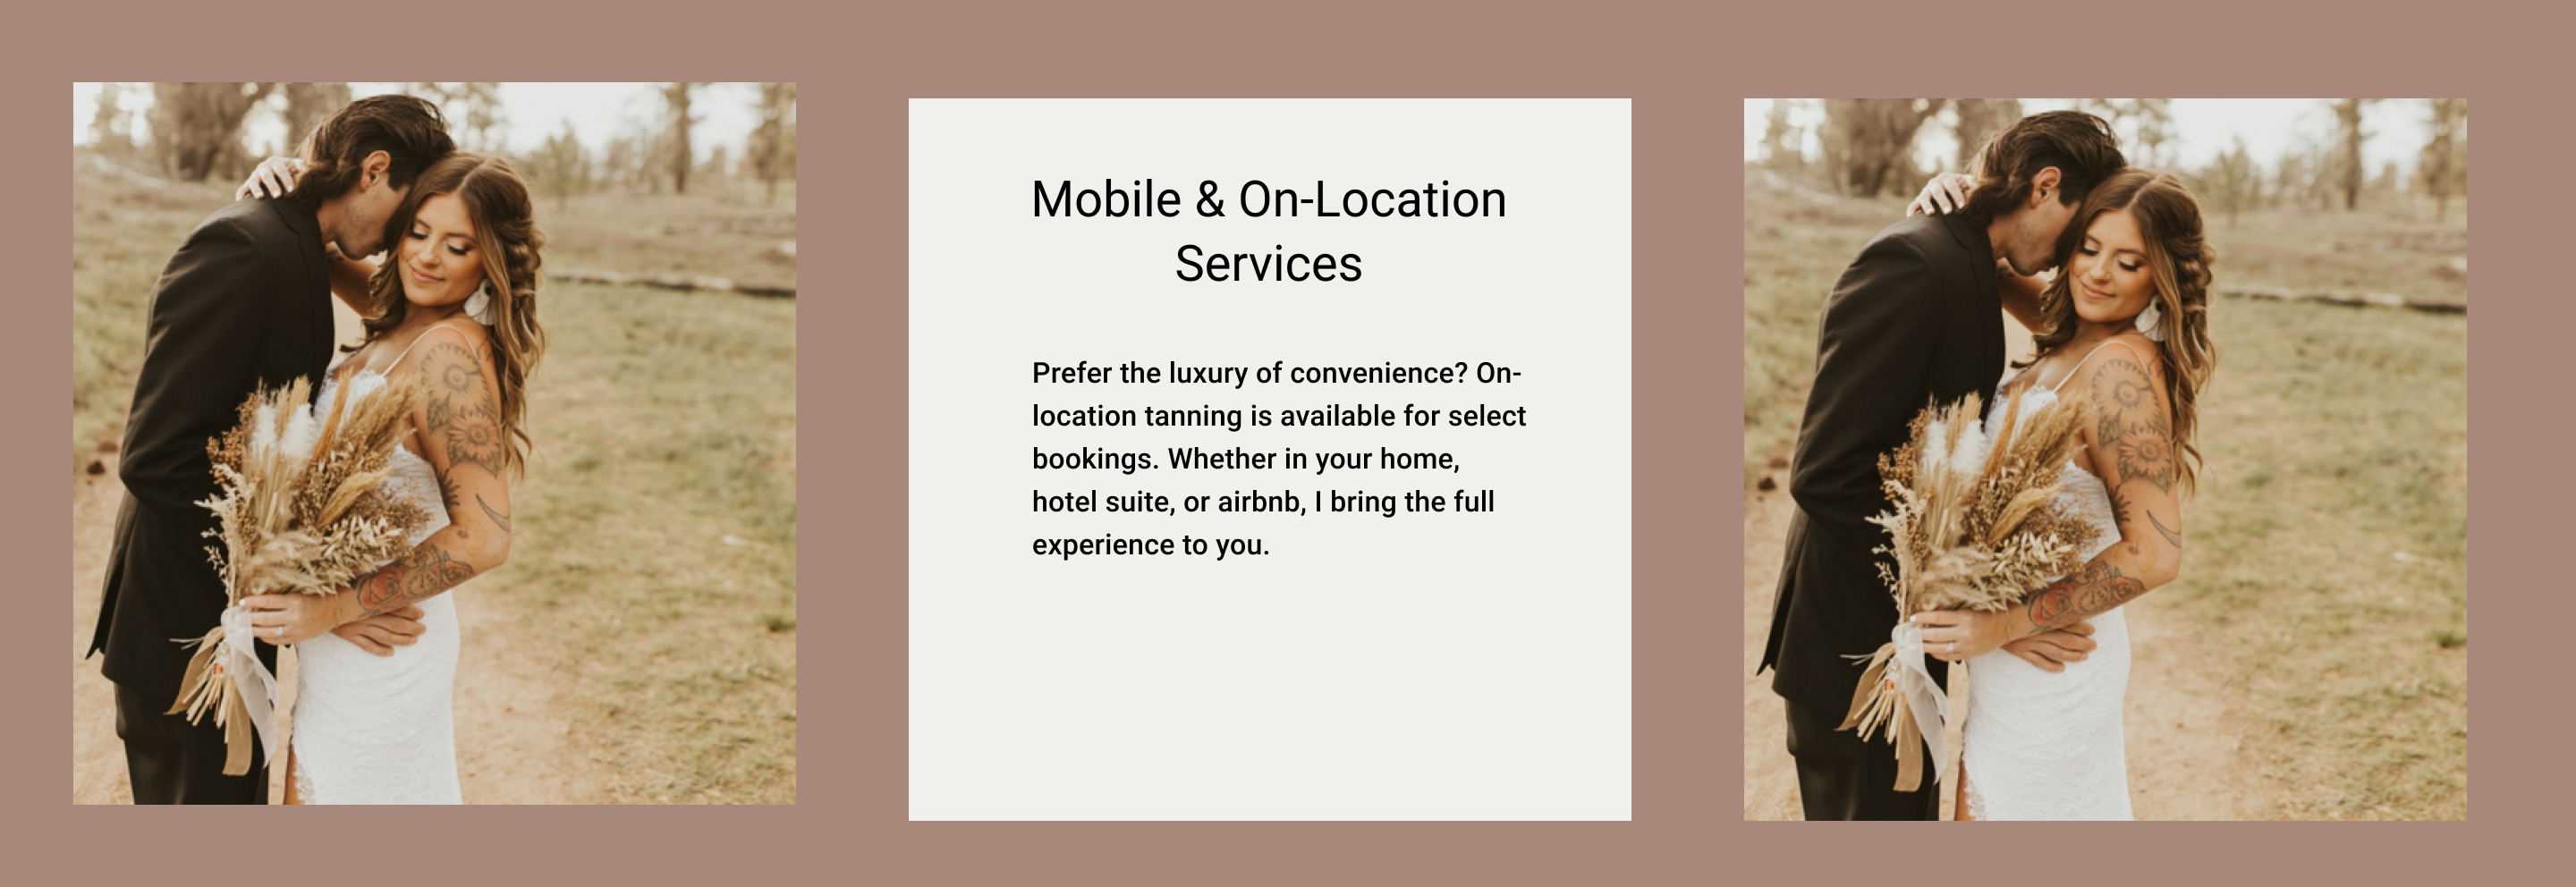 Mobile & On-Location
Services
Prefer the luxury of convenience? On-
location tanning is available for select
bookings. Whether in your home,
hotel suite, or airbnb, I bring the full
experience to you.